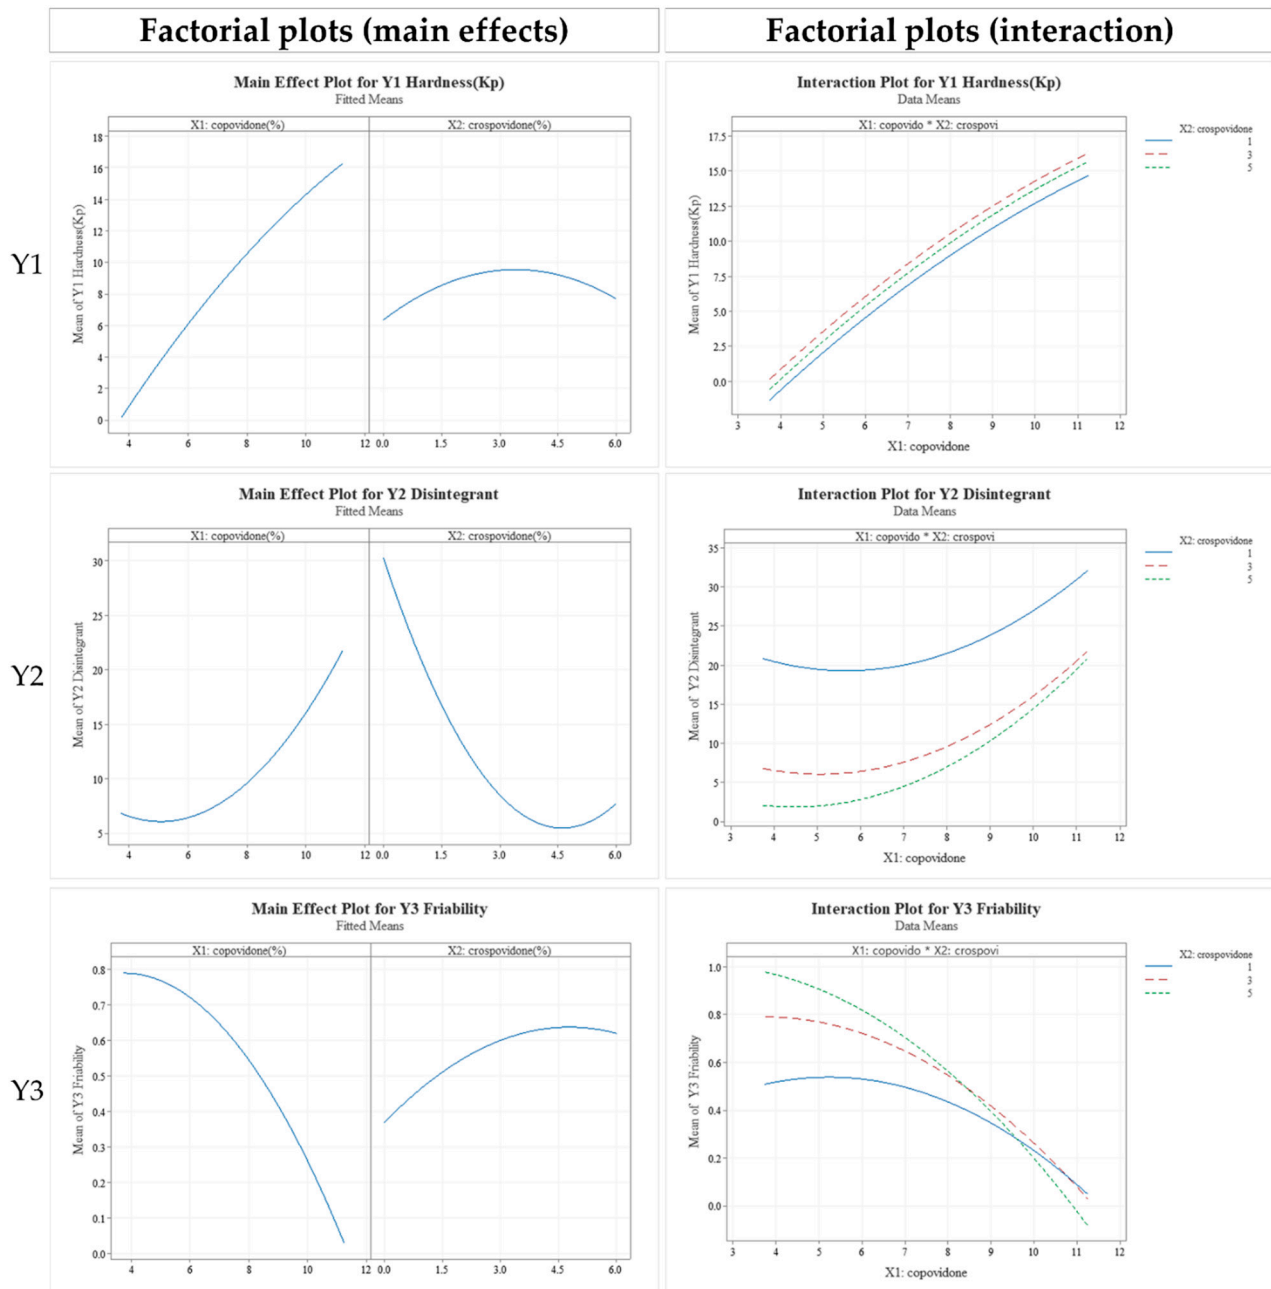 Factorial plots (main effects)
Factorial plots (interaction)
Y1
Main Effect Plot for Y1 Hardness(Kp)
Fitted Means
X1: copovidone(%)
X2: crospovidone(%)
Mean of Y1 Hardness(Kp)
18
16
14
12
10
8
6
4
2
0
4 6 8 10 12 0.0 1.5 3.0 4.5 6.0
Interaction Plot for Y1 Hardness(Kp)
Data Means
X1: copovido * X2: crospovi
Mean of Y1 Hardness(Kp)
17.5
15.0
12.5
10.0
7.5
5.0
2.5
0.0
3 4 5 6 7 8 9 10 11 12
X1: copovidone
X2: crospovidone
1
3
5
Y2
Main Effect Plot for Y2 Disintegrant
Fitted Means
X1: copovidone(%)
X2: crospovidone(%)
Mean of Y2 Disintegrant
30
25
20
15
10
5
4 6 8 10 12 0.0 1.5 3.0 4.5 6.0
Interaction Plot for Y2 Disintegrant
Data Means
X1: copovido * X2: crospovi
Mean of Y2 Disintegrant
35
30
25
20
15
10
5
0
3 4 5 6 7 8 9 10 11 12
X1: copovidone
X2: crospovidone
1
3
5
Y3
Main Effect Plot for Y3 Friability
Fitted Means
X1: copovidone(%)
X2: crospovidone(%)
Mean of Y3 Friability
0.8
0.7
0.6
0.5
0.4
0.3
0.2
0.1
0.0
4 6 8 10 12 0.0 1.5 3.0 4.5 6.0
Interaction Plot for Y3 Friability
Data Means
X1: copovido * X2: crospovi
Mean of Y3 Friability
1.0
0.8
0.6
0.4
0.2
0.0
3 4 5 6 7 8 9 10 11 12
X1: copovidone
X2: crospovidone
1
3
5